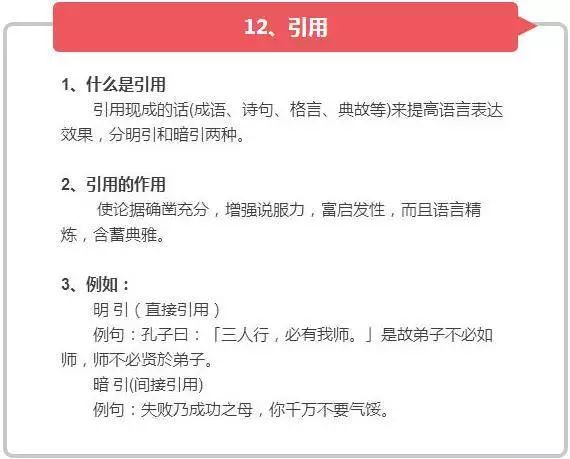 12、引用
1、什么是引用
引用现成的话(成语、诗句、格言、典故等)来提高语言表达
效果，分明引和暗引两种。
2、引用的作用
使论据确凿充分，增强说服力，富启发性，而且语言精
炼，含蓄典雅。
3、例如：
明 引（直接引用）
例句：孔子曰：「三人行，必有我师。」是故弟子不必如
师，师不必贤於弟子。
暗 引(间接引用)
例句：失败乃成功之母，你千万不要气馁。